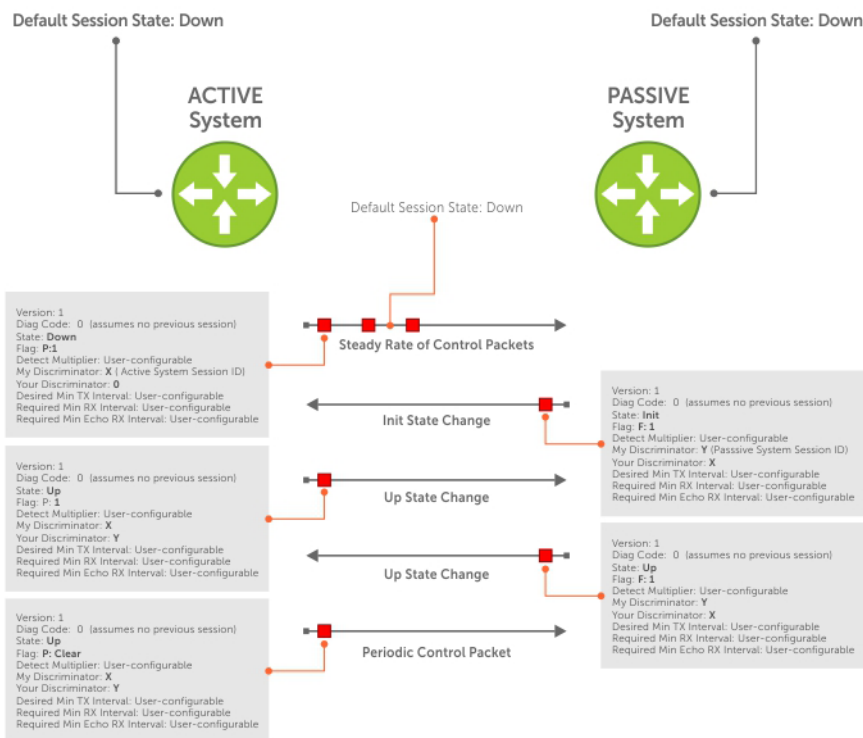 Default Session State: Down
Default Session State: Down
ACTIVE
System
PASSIVE
System
Default Session State: Down
Version: 1
Diag Code:  0  (assumes no previous session)
State: Down
Flag: P:1
Detect Multiplier: User-configurable
My Discriminator: X ( Active System Session ID)
Your Discriminator: 0
Desired Min TX Interval: User-configurable
Required Min RX Interval: User-configurable
Required Min Echo RX Interval: User-configurable
Steady Rate of Control Packets
Init State Change
Version: 1
Diag Code:  0  (assumes no previous session)
State: Init
Flag: F: 1
Detect Multiplier: User-configurable
My Discriminator: Y (Passsive System Session ID)
Your Discriminator: X
Desired Min TX Interval: User-configurable
Required Min RX Interval: User-configurable
Required Min Echo RX Interval: User-configurable
Version: 1
Diag Code:  0  (assumes no previous session)
State: Up
Flag: P: 1
Detect Multiplier: User-configurable
My Discriminator: X
Your Discriminator: Y
Desired Min TX Interval: User-configurable
Required Min RX Interval: User-configurable
Required Min Echo RX Interval: User-configurable
Up State Change
Up State Change
Version: 1
Diag Code:  0  (assumes no previous session)
State: Up
Flag: F: 1
Detect Multiplier: User-configurable
My Discriminator: Y
Your Discriminator: X
Desired Min TX Interval: User-configurable
Required Min RX Interval: User-configurable
Required Min Echo RX Interval: User-configurable
Version: 1
Diag Code:  0  (assumes no previous session)
State: Up
Flag: P: Clear
Detect Multiplier: User-configurable
My Discriminator: X
Your Discriminator: Y
Desired Min TX Interval: User-configurable
Required Min RX Interval: User-configurable
Required Min Echo RX Interval: User-configurable
Periodic Control Packet